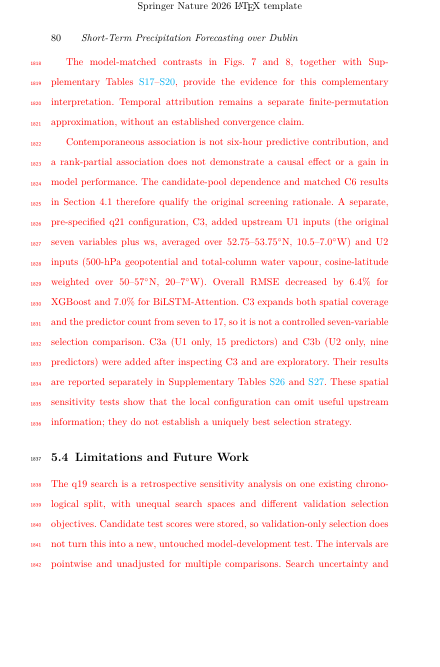 Springer Nature 2026 LATEX template
80 Short-Term Precipitation Forecasting over Dublin
1818 The model-matched contrasts in Figs. 7 and 8, together with Sup-
1819 plementary Tables S17–S20, provide the evidence for this complementary
1820 interpretation. Temporal attribution remains a separate finite-permutation
1821 approximation, without an established convergence claim.
1822 Contemporaneous association is not six-hour predictive contribution, and
1823 a rank-partial association does not demonstrate a causal effect or a gain in
1824 model performance. The candidate-pool dependence and matched C6 results
1825 in Section 4.1 therefore qualify the original screening rationale. A separate,
1826 pre-specified q21 configuration, C3, added upstream U1 inputs (the original
1827 seven variables plus ws, averaged over 52.75–53.75°N, 10.5–7.0°W) and U2
1828 inputs (500-hPa geopotential and total-column water vapour, cosine-latitude
1829 weighted over 50–57°N, 20–7°W). Overall RMSE decreased by 6.4% for
1830 XGBoost and 7.0% for BiLSTM-Attention. C3 expands both spatial coverage
1831 and the predictor count from seven to 17, so it is not a controlled seven-variable
1832 selection comparison. C3a (U1 only, 15 predictors) and C3b (U2 only, nine
1833 predictors) were added after inspecting C3 and are exploratory. Their results
1834 are reported separately in Supplementary Tables S26 and S27. These spatial
1835 sensitivity tests show that the local configuration can omit useful upstream
1836 information; they do not establish a uniquely best selection strategy.
1837 5.4 Limitations and Future Work
1838 The q19 search is a retrospective sensitivity analysis on one existing chrono-
1839 logical split, with unequal search spaces and different validation selection
1840 objectives. Candidate test scores were stored, so validation-only selection does
1841 not turn this into a new, untouched model-development test. The intervals are
1842 pointwise and unadjusted for multiple comparisons. Search uncertainty and